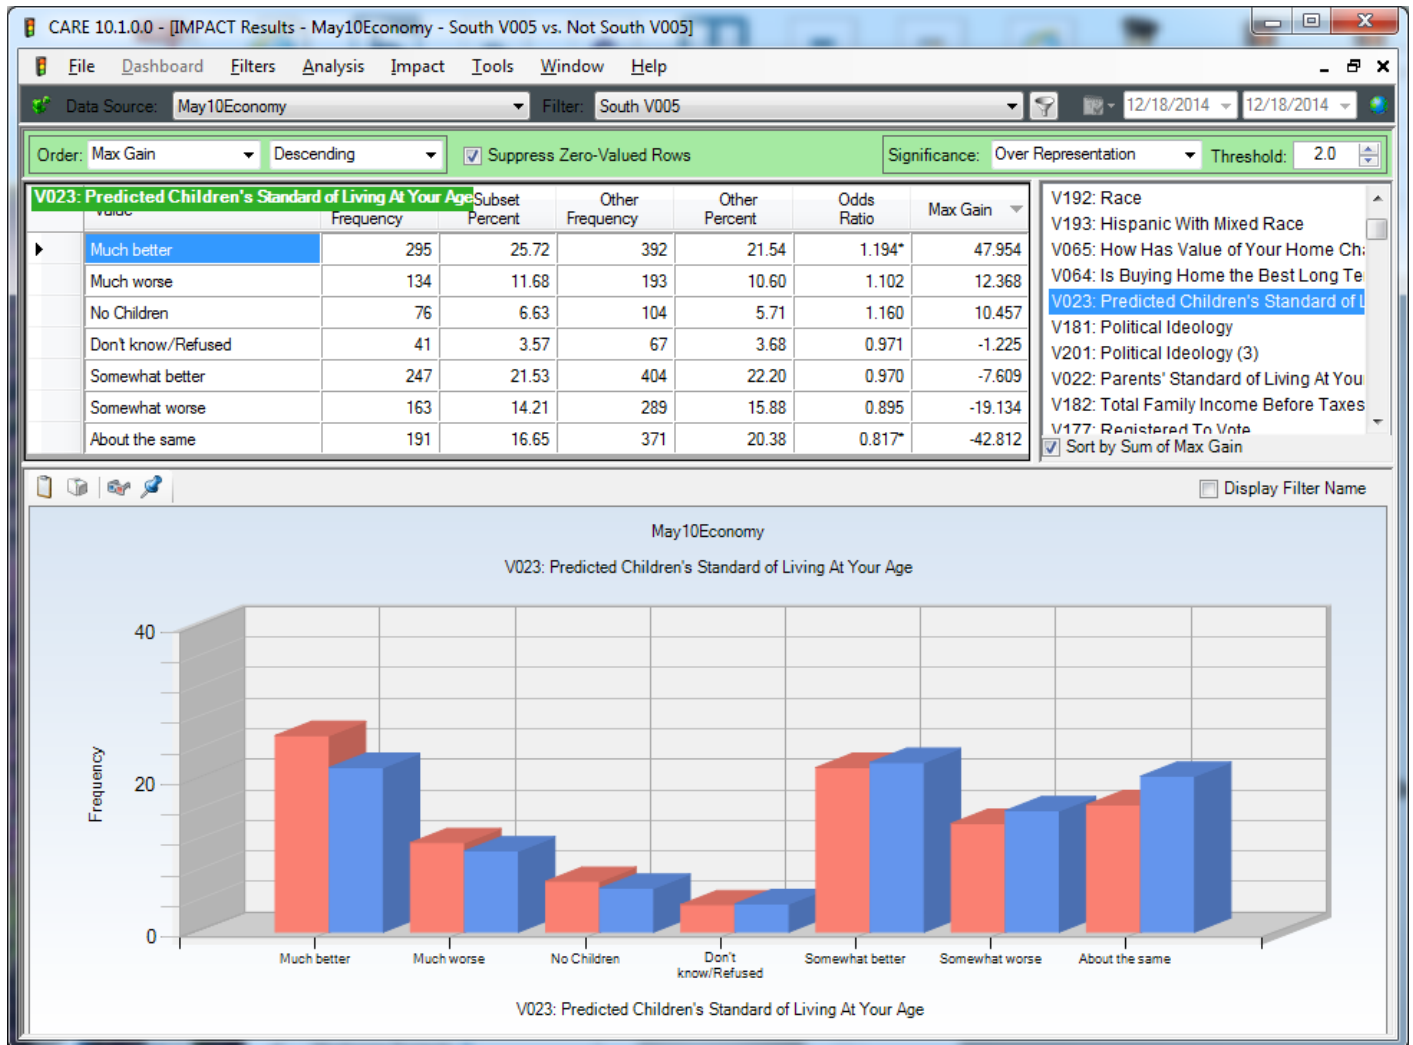 CARE 10.1.0.0 - [IMPACT Results - May10Economy - South V005 vs. Not South V005]
File Dashboard Filters Analysis Impact Tools Window Help
Data Source: May10Economy Filter: South V005 12/18/2014 12/18/2014
Order: Max Gain Descending Suppress Zero-Valued Rows Significance: Over Representation Threshold: 2.0
V023: Predicted Children's Standard of Living At Your Age
Frequency Subset Percent Other Frequency Other Percent Odds Ratio Max Gain
Much better 295 25.72 392 21.54 1.194* 47.954
Much worse 134 11.68 193 10.60 1.102 12.368
No Children 76 6.63 104 5.71 1.160 10.457
Don't know/Refused 41 3.57 67 3.68 0.971 -1.225
Somewhat better 247 21.53 404 22.20 0.970 -7.609
Somewhat worse 163 14.21 289 15.88 0.895 -19.134
About the same 191 16.65 371 20.38 0.817* -42.812
V192: Race
V193: Hispanic With Mixed Race
V065: How Has Value of Your Home Cha
V064: Is Buying Home the Best Long Te
V023: Predicted Children's Standard of L
V181: Political Ideology
V201: Political Ideology (3)
V022: Parents' Standard of Living At You
V182: Total Family Income Before Taxes
V177: Registered To Vote
Sort by Sum of Max Gain
Display Filter Name
May10Economy
V023: Predicted Children's Standard of Living At Your Age
40
20
0
Frequency
Much better
Much worse
No Children
Don't
know/Refused
Somewhat better
Somewhat worse
About the same
V023: Predicted Children's Standard of Living At Your Age